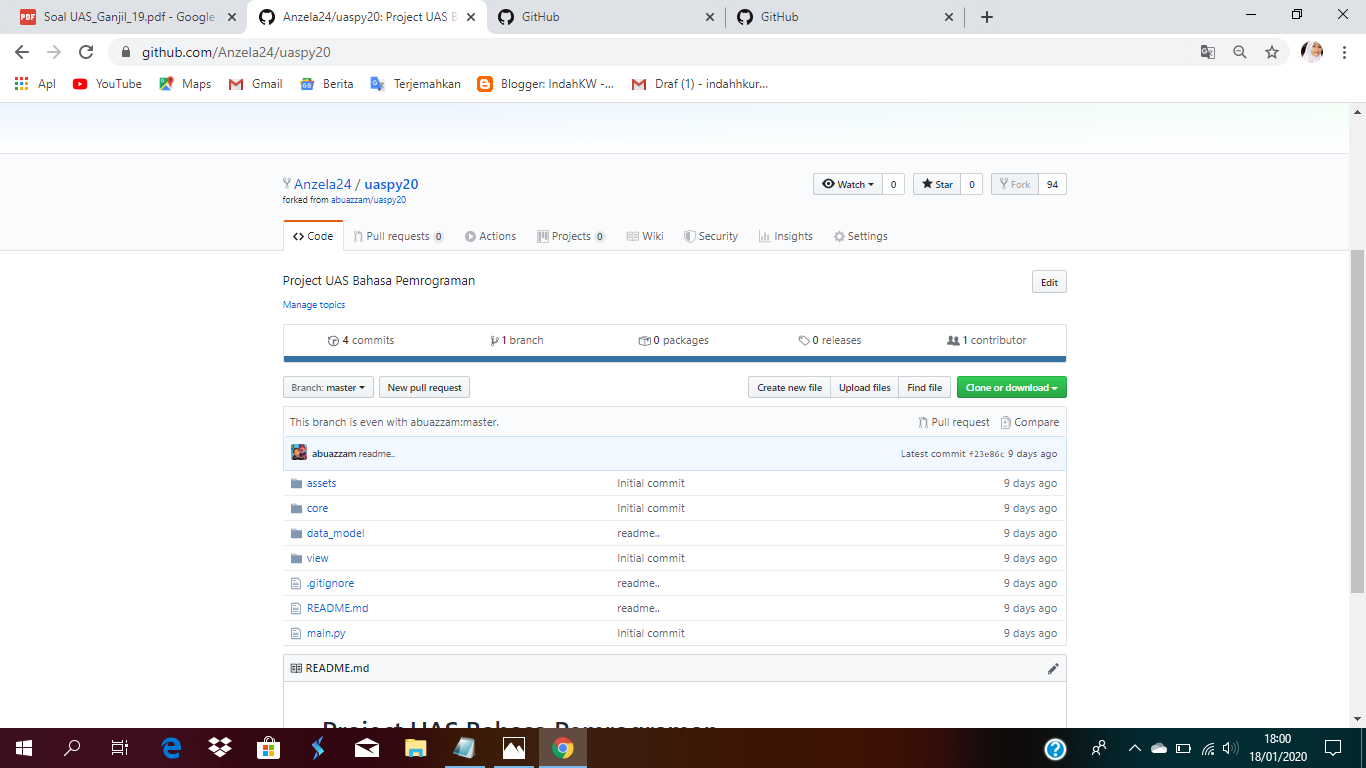 Soal UAS_Ganjil_19.pdf - Google
Anzela24/uaspy20: Project UAS B
GitHub
GitHub
github.com/Anzela24/uaspy20
Apl YouTube Maps Gmail Berita Terjemahkan Blogger: IndahKW -... Draf (1) - indahhkur...
Anzela24 / uaspy20
forked from abuazzam/uaspy20
Watch 0 Star 0 Fork 94
Code Pull requests 0 Actions Projects 0 Wiki Security Insights Settings
Project UAS Bahasa Pemrograman
Edit
Manage topics
4 commits 1 branch 0 packages 0 releases 1 contributor
Branch: master New pull request Create new file Upload files Find file Clone or download
This branch is even with abuazzam:master. Pull request Compare
abuazzam readme.. Latest commit f23e86c 9 days ago
assets Initial commit 9 days ago
core Initial commit 9 days ago
data_model readme.. 9 days ago
view Initial commit 9 days ago
.gitignore readme.. 9 days ago
README.md readme.. 9 days ago
main.py Initial commit 9 days ago
README.md
Project UAS Bahasa Pemrograman
18:00
18/01/2020